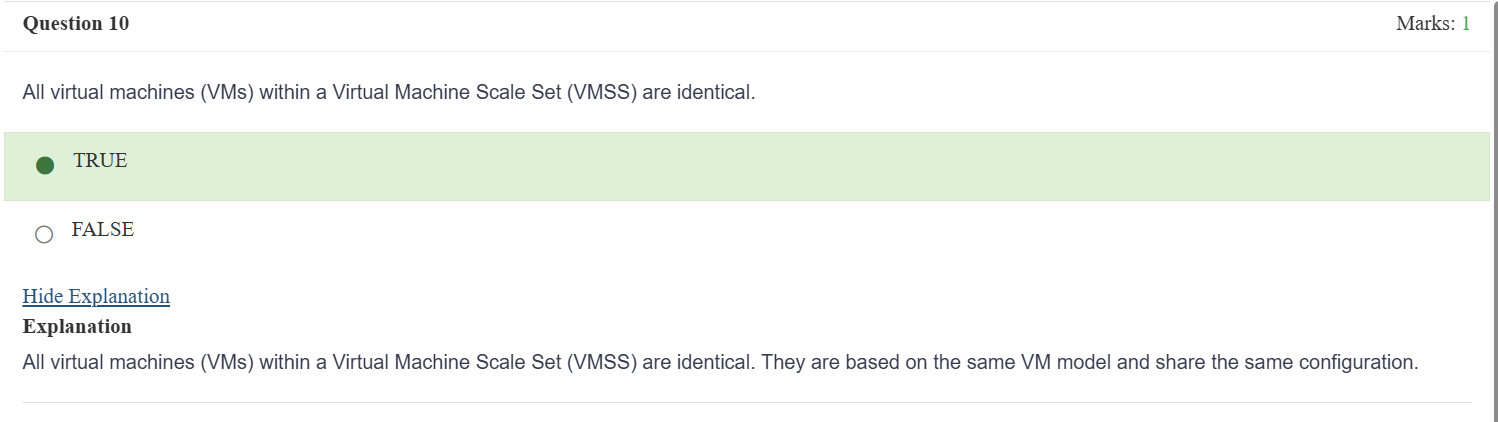 Question 10
Marks: 1
All virtual machines (VMs) within a Virtual Machine Scale Set (VMSS) are identical.
TRUE
FALSE
Hide Explanation
Explanation
All virtual machines (VMs) within a Virtual Machine Scale Set (VMSS) are identical. They are based on the same VM model and share the same configuration.